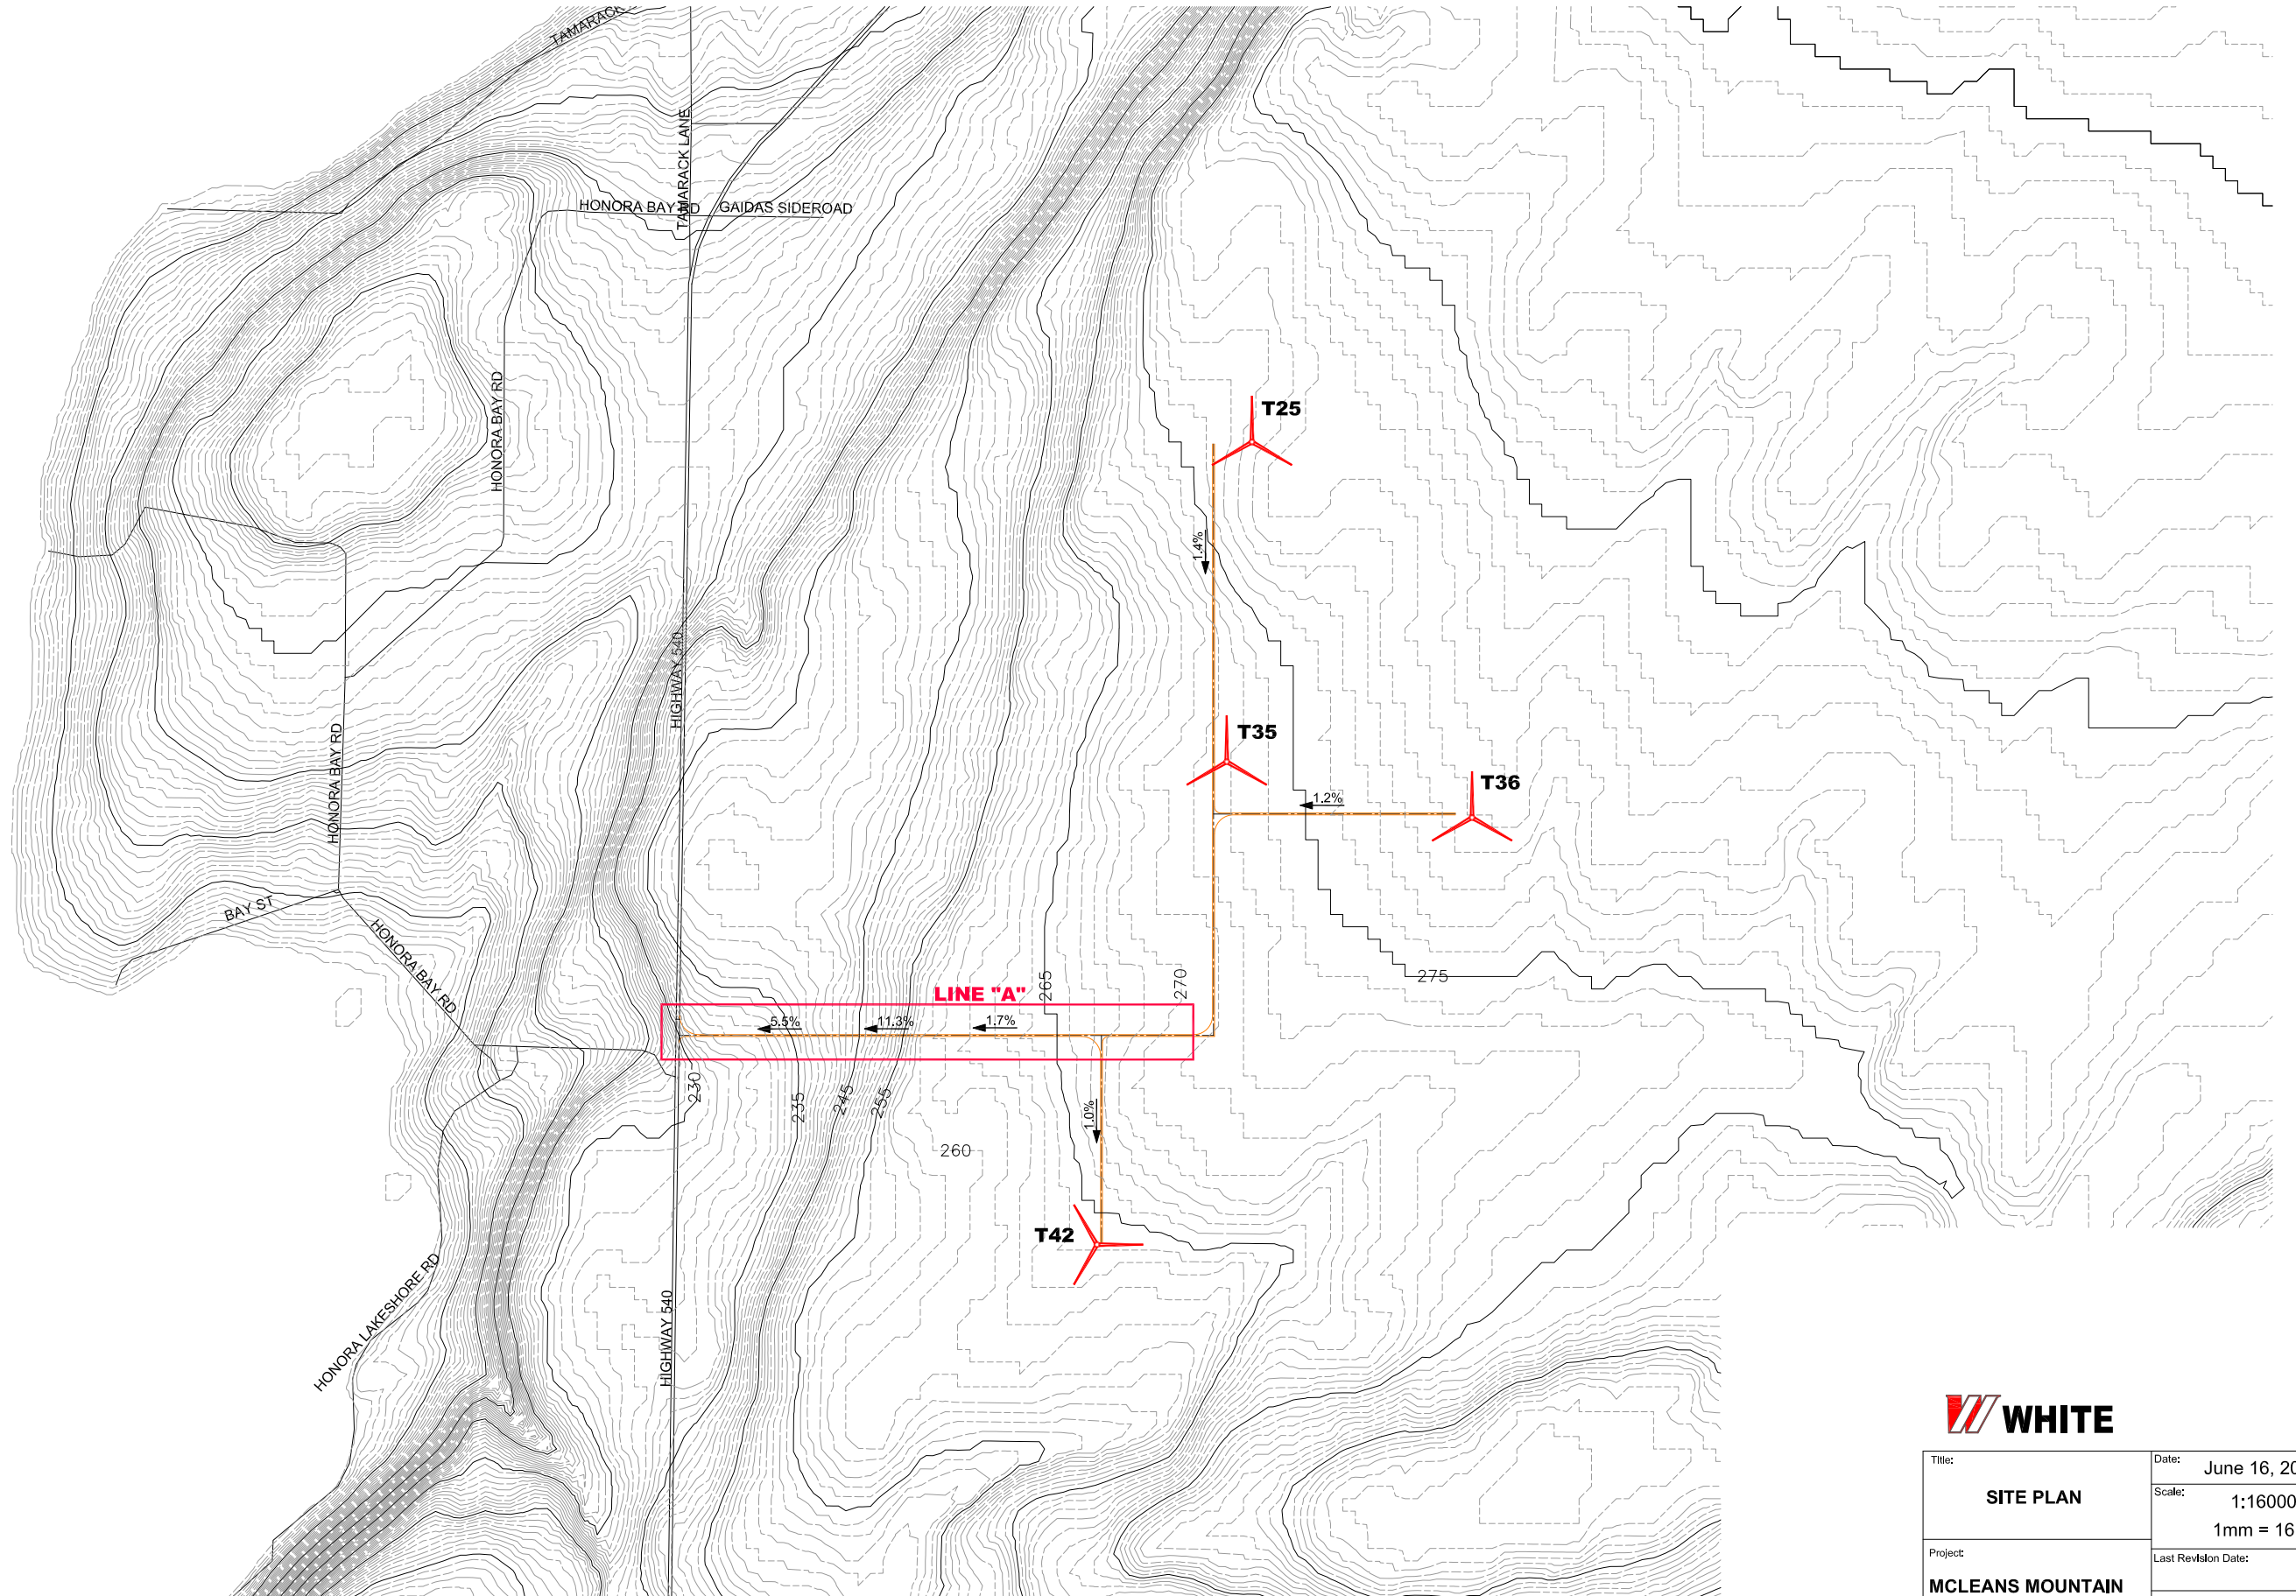 TAMARACK
TAMARACK LANE
HONORA BAY RD
GAIDAS SIDEROAD
HONORA BAY RD
T25
1.4%
HIGHWAY 540
T35
T36
1.2%
HONORA BAY RD
BAY ST
HONORA BAY RD
LINE "A"
265
270
275
5.5%
11.3%
1.7%
230
235
245
255
1.0%
260
T42
HONORA LAKESHORE RD
HIGHWAY 540
WHITE
Title:
SITE PLAN
Date:
June 16, 20
Scale:
1:16000
1mm = 16
Project:
MCLEANS MOUNTAIN
Last Revision Date: